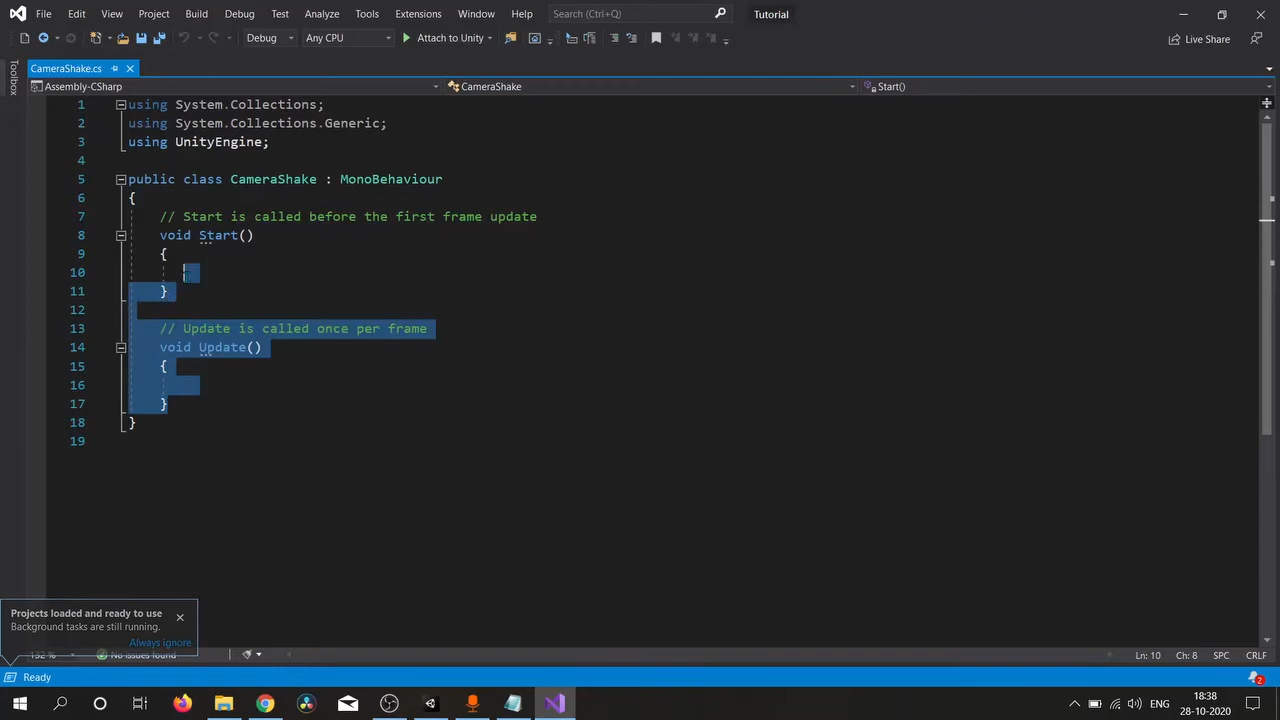 File Edit View Project Build Debug Test Analyze Tools Extensions Window Help Search (Ctrl+Q) Tutorial
Debug Any CPU Attach to Unity Live Share
CameraShake.cs
Toolbox
Assembly-CSharp CameraShake Start()
1 using System.Collections;
2 using System.Collections.Generic;
3 using UnityEngine;
4
5 public class CameraShake : MonoBehaviour
6 {
7 // Start is called before the first frame update
8 void Start()
9 {
10
11 }
12
13 // Update is called once per frame
14 void Update()
15 {
16
17 }
18 }
19
Projects loaded and ready to use
Background tasks are still running.
Always ignore
132 % No issues found Ln: 10 Ch: 8 SPC CRLF
Ready 2
ENG 18:38
28-10-2020